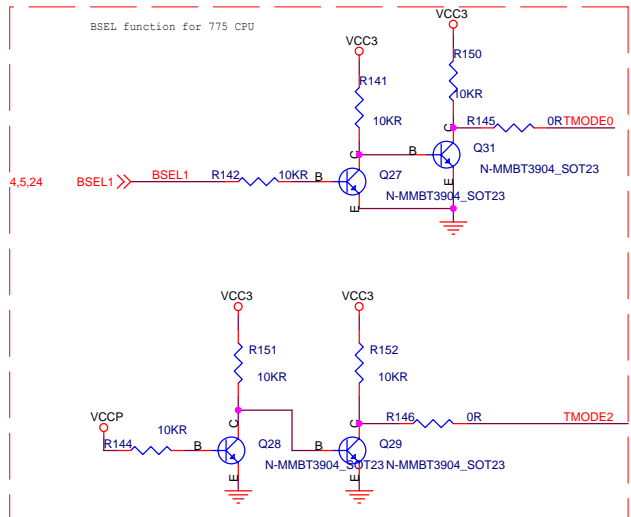 BSEL function for 775 CPU
VCC3
VCC3
R150
R141
10KR
10KR
C
R145
0R
TMODE0
C
B
Q31
N-MMBT3904_SOT23
4,5,24
BSEL1
BSEL1
R142
10KR
B
Q27
E
N-MMBT3904_SOT23
E
VCC3
VCC3
R151
R152
10KR
10KR
VCCP
10KR
C
C
R146
0R
TMODE2
R144
B
Q28
B
Q29
N-MMBT3904_SOT23
N-MMBT3904_SOT23
E
E